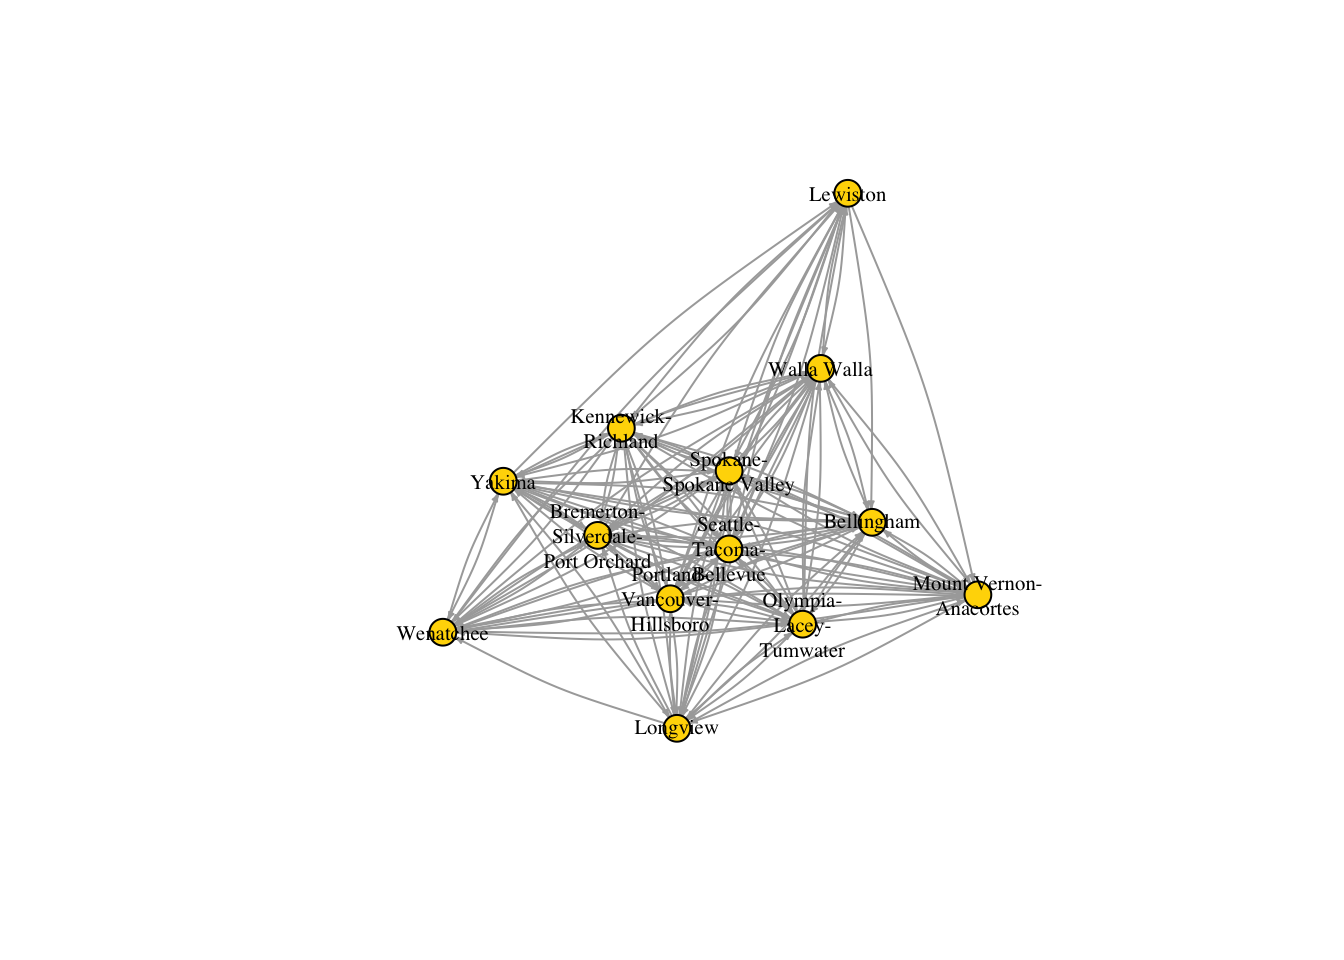 Lewiston
Walla Walla
Kennewick-
Richland
Spokane-
Spokane Valley
Yakima
Bremerton-
Silverdale-
Port Orchard
Seattle-
Tacoma-
Bellevue
Bellingham
Portland-
Vancouver-
Hillsboro
Olympia-
Lacey-
Tumwater
Mount Vernon-
Anacortes
Wenatchee
Longview